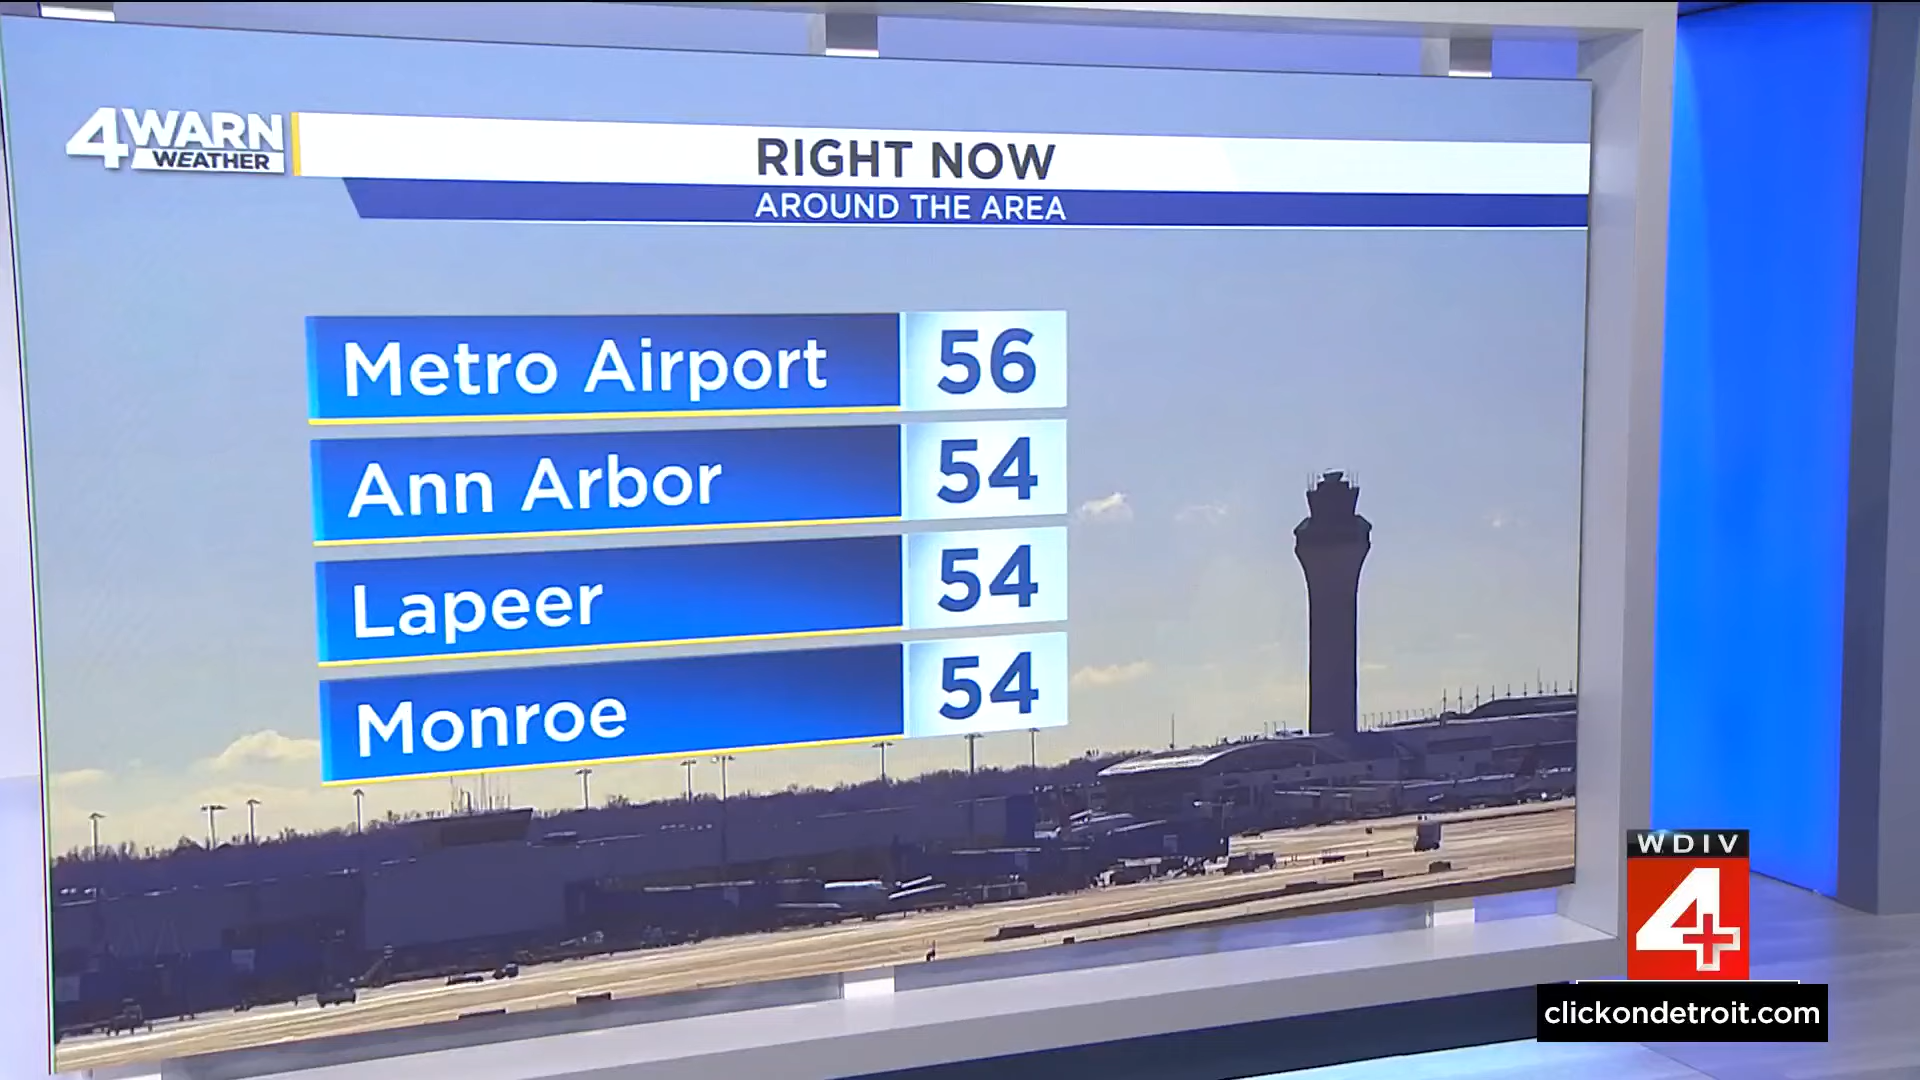 4WARN
WEATHER
RIGHT NOW
AROUND THE AREA
Metro Airport 56
Ann Arbor 54
Lapeer 54
Monroe 54
WDIV
4+
clickondetroit.com